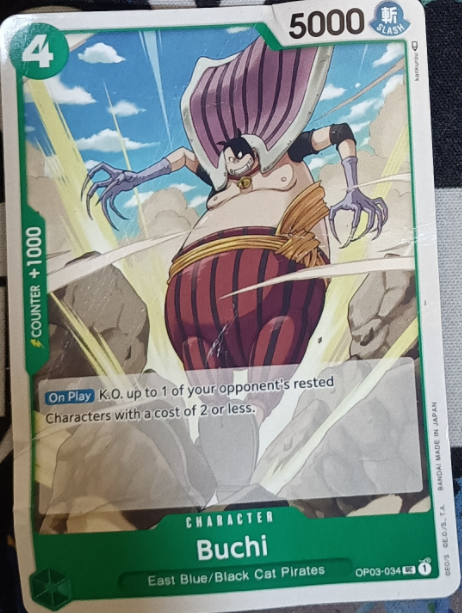 4
5000
斬
SLASH
katkurou
⚡COUNTER +1000
On Play K.O. up to 1 of your opponent's rested
Characters with a cost of 2 or less.
CHARACTER
Buchi
East Blue/Black Cat Pirates
OP03-034 UC 1
©E/S ©E.O./S., T.A. BANDAI MADE IN JAPAN